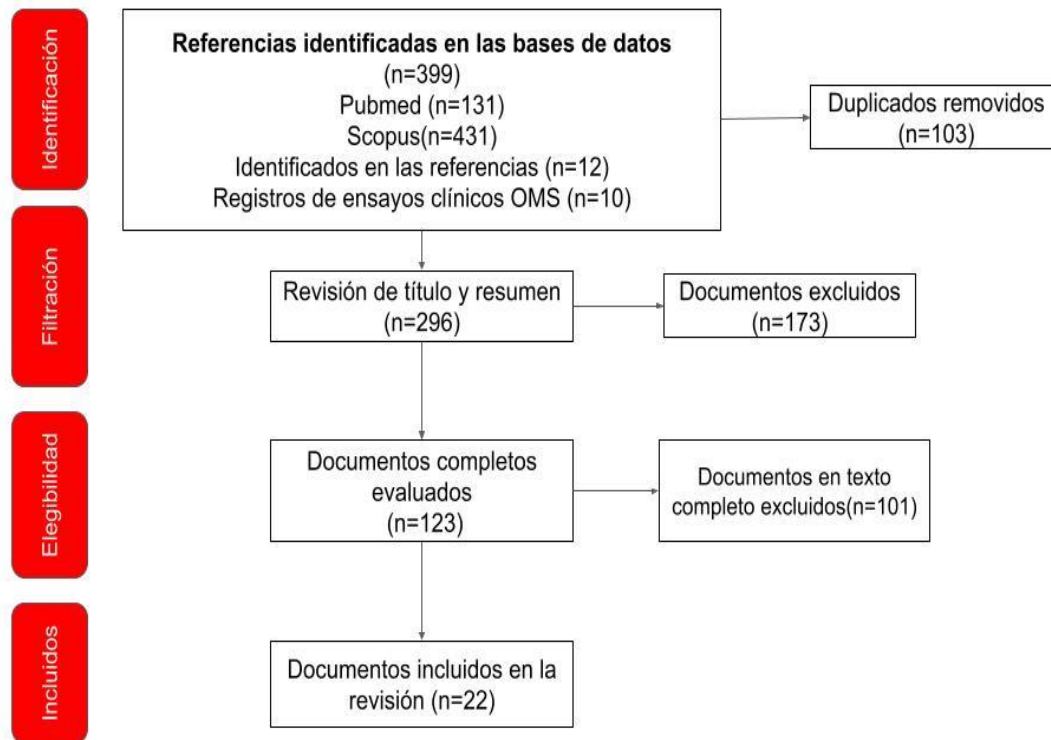 Identificación
Referencias identificadas en las bases de datos
(n=399)
Pubmed (n=131)
Scopus(n=431)
Identificados en las referencias (n=12)
Registros de ensayos clínicos OMS (n=10)
Duplicados removidos
(n=103)
Filtración
Revisión de título y resumen
(n=296)
Documentos excluidos
(n=173)
Elegibilidad
Documentos completos
evaluados
(n=123)
Documentos en texto
completo excluidos(n=101)
Incluidos
Documentos incluidos en la
revisión (n=22)